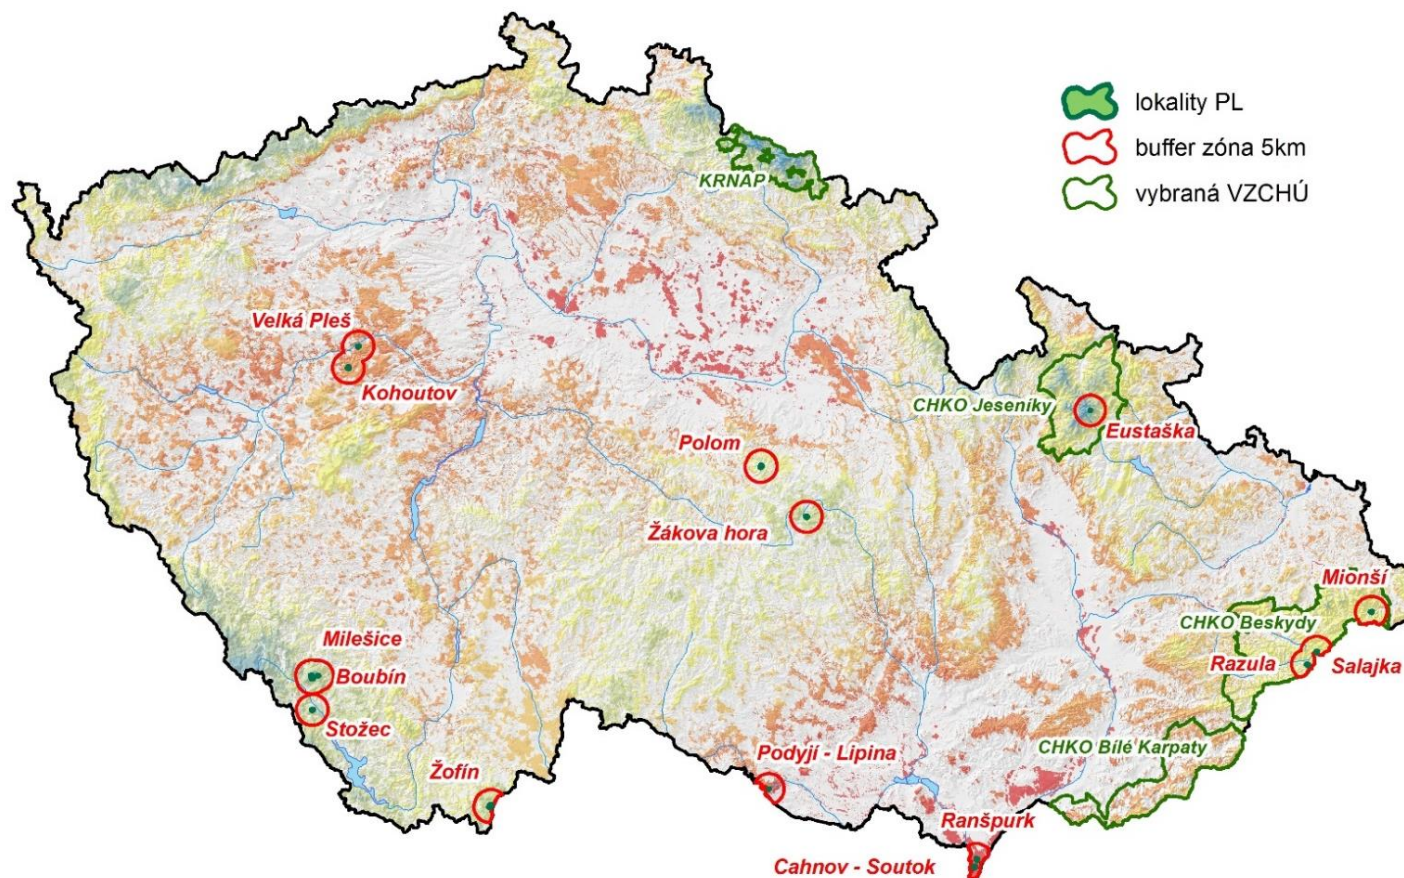 lokality PL
buffer zóna 5km
vybraná VZCHÚ
KRNAP
Velká Pleš
Kohoutov
CHKO Jeseníky
Eustaška
Polom
Žákova hora
Mionší
CHKO Beskydy
Razula
Salajka
Milešice
Boubín
Stožec
CHKO Bílé Karpaty
Podyjí - Lipina
Žofín
Ranšpurk
Cahnov - Soutok